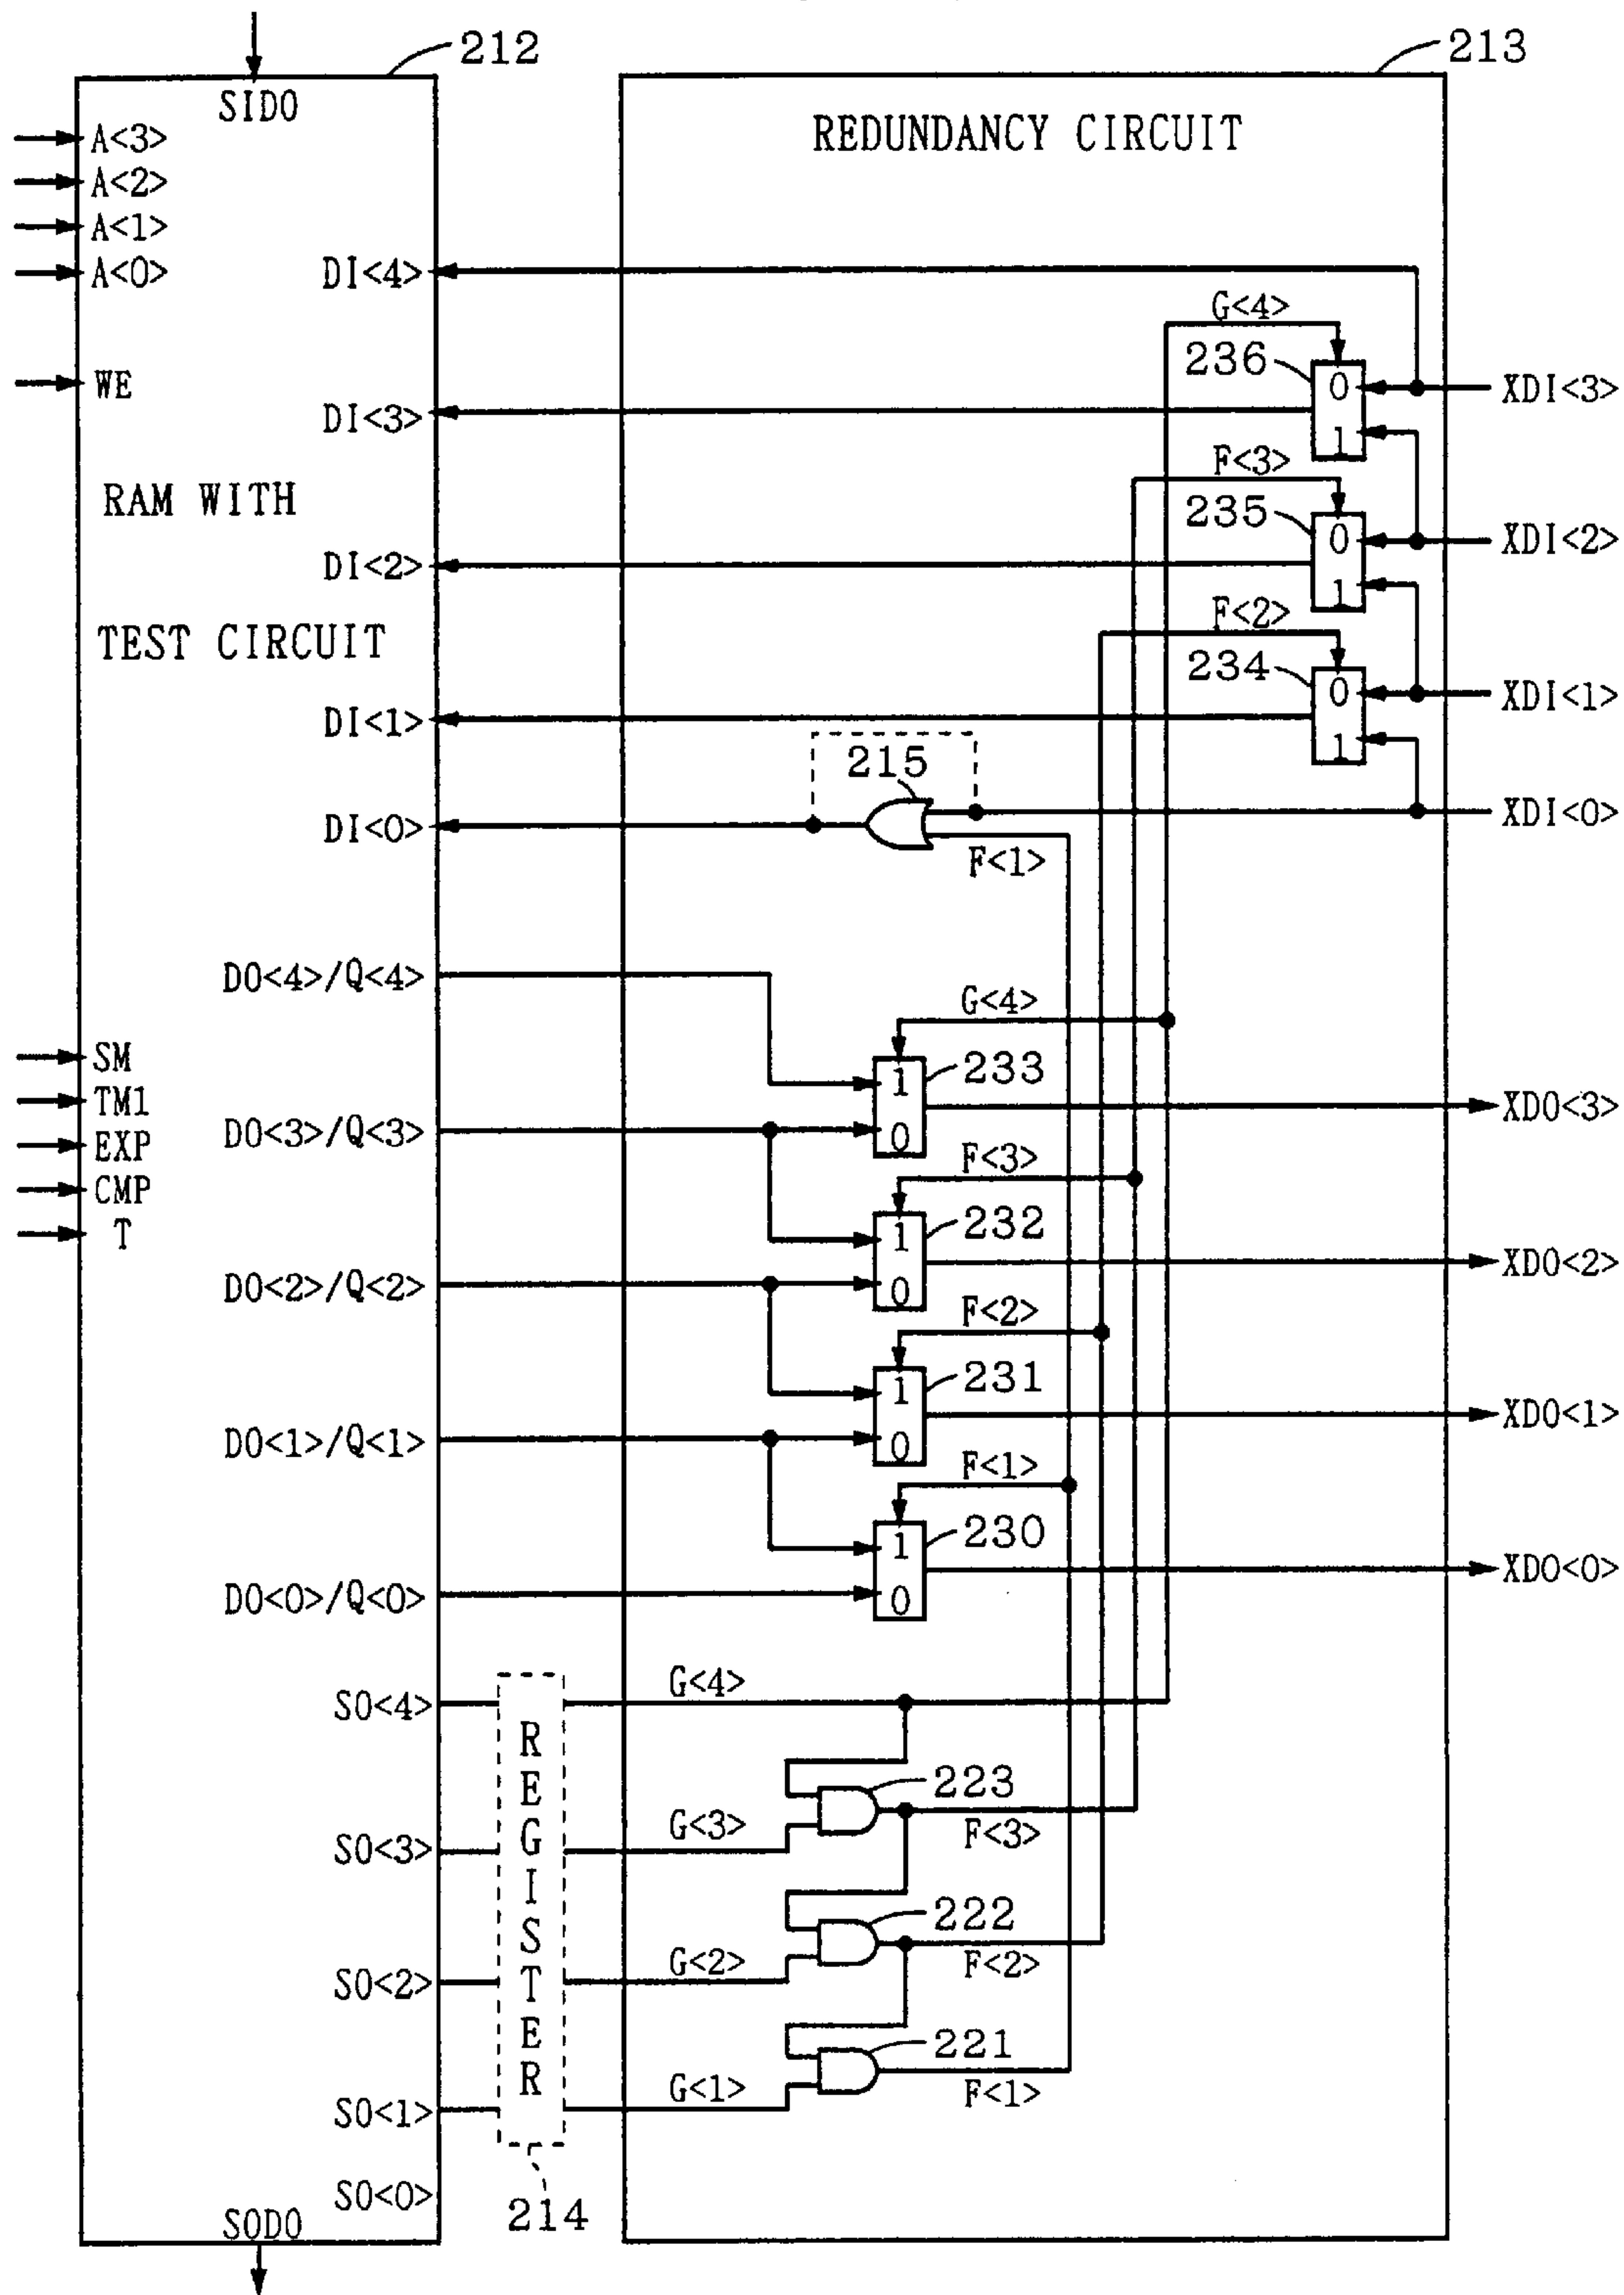 212
213
SIDO
REDUNDANCY CIRCUIT
A<3>
A<2>
A<1>
A<0>
DI<4>
G<4>
236
0
1
XDI<3>
WE
DI<3>
F<3>
235
0
1
XDI<2>
RAM WITH
DI<2>
F<2>
234
0
1
XDI<1>
TEST CIRCUIT
DI<1>
215
XDI<0>
DI<0>
F<1>
DO<4>/Q<4>
G<4>
SM
1
233
TM1
XDO<3>
DO<3>/Q<3>
0
EXP
F<3>
CMP
T
1
232
XDO<2>
DO<2>/Q<2>
0
F<2>
1
231
XDO<1>
DO<1>/Q<1>
0
F<1>
1
230
XDO<0>
DO<0>/Q<0>
0
SO<4>
G<4>
REGISTER
223
SO<3>
G<3>
F<3>
222
SO<2>
G<2>
F<2>
221
SO<1>
G<1>
F<1>
SO<0>
214
SODO